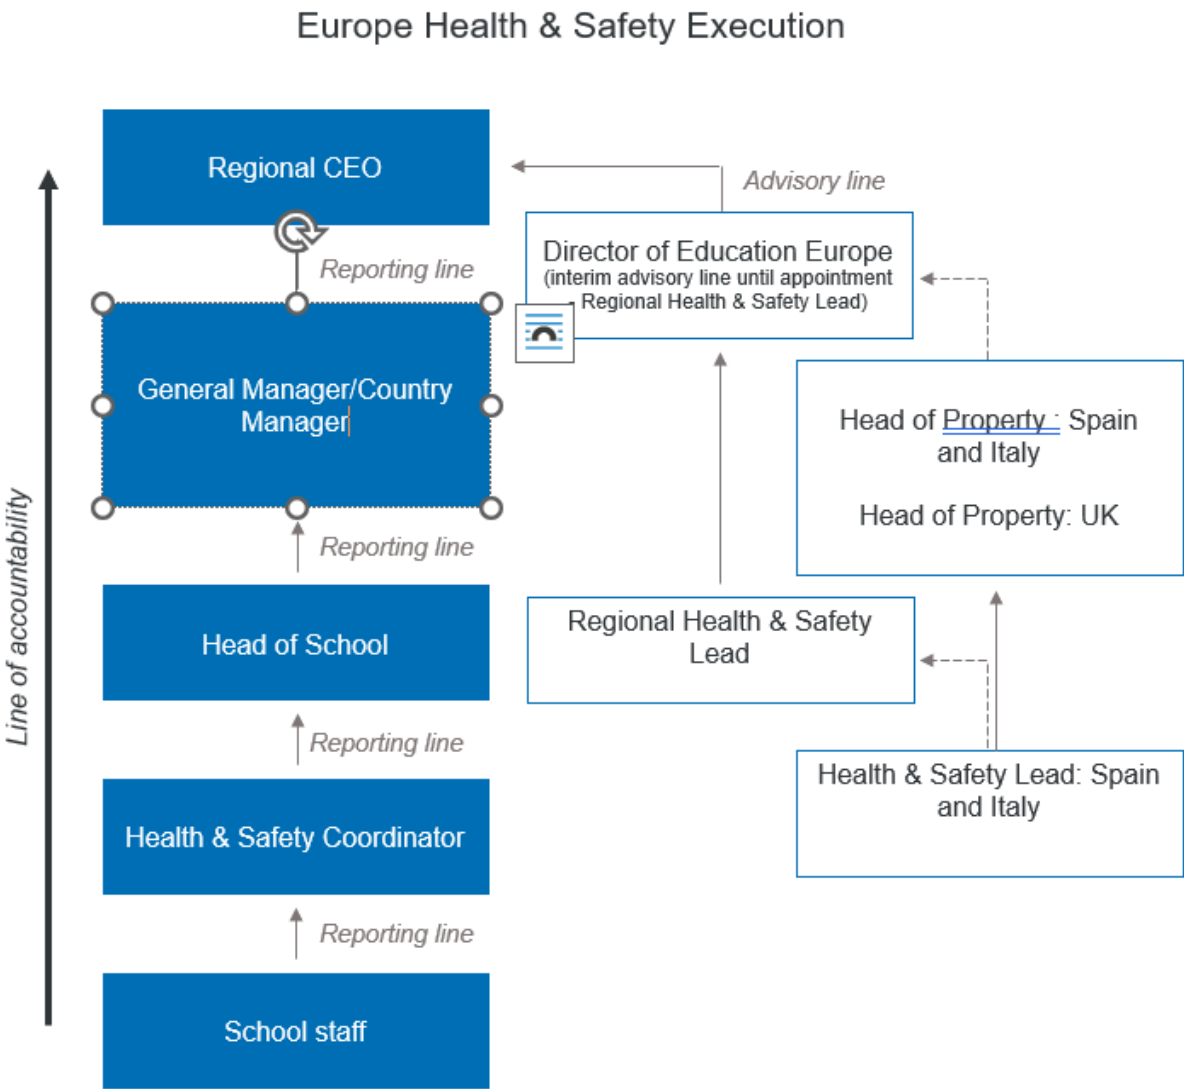 Europe Health & Safety Execution
Regional CEO
Advisory line
Director of Education Europe
(interim advisory line until appointment
- Regional Health & Safety Lead)
Reporting line
General Manager/Country
Manager
Head of Property : Spain
and Italy
Head of Property: UK
Line of accountability
Reporting line
Head of School
Regional Health & Safety
Lead
Reporting line
Health & Safety Lead: Spain
and Italy
Health & Safety Coordinator
Reporting line
School staff